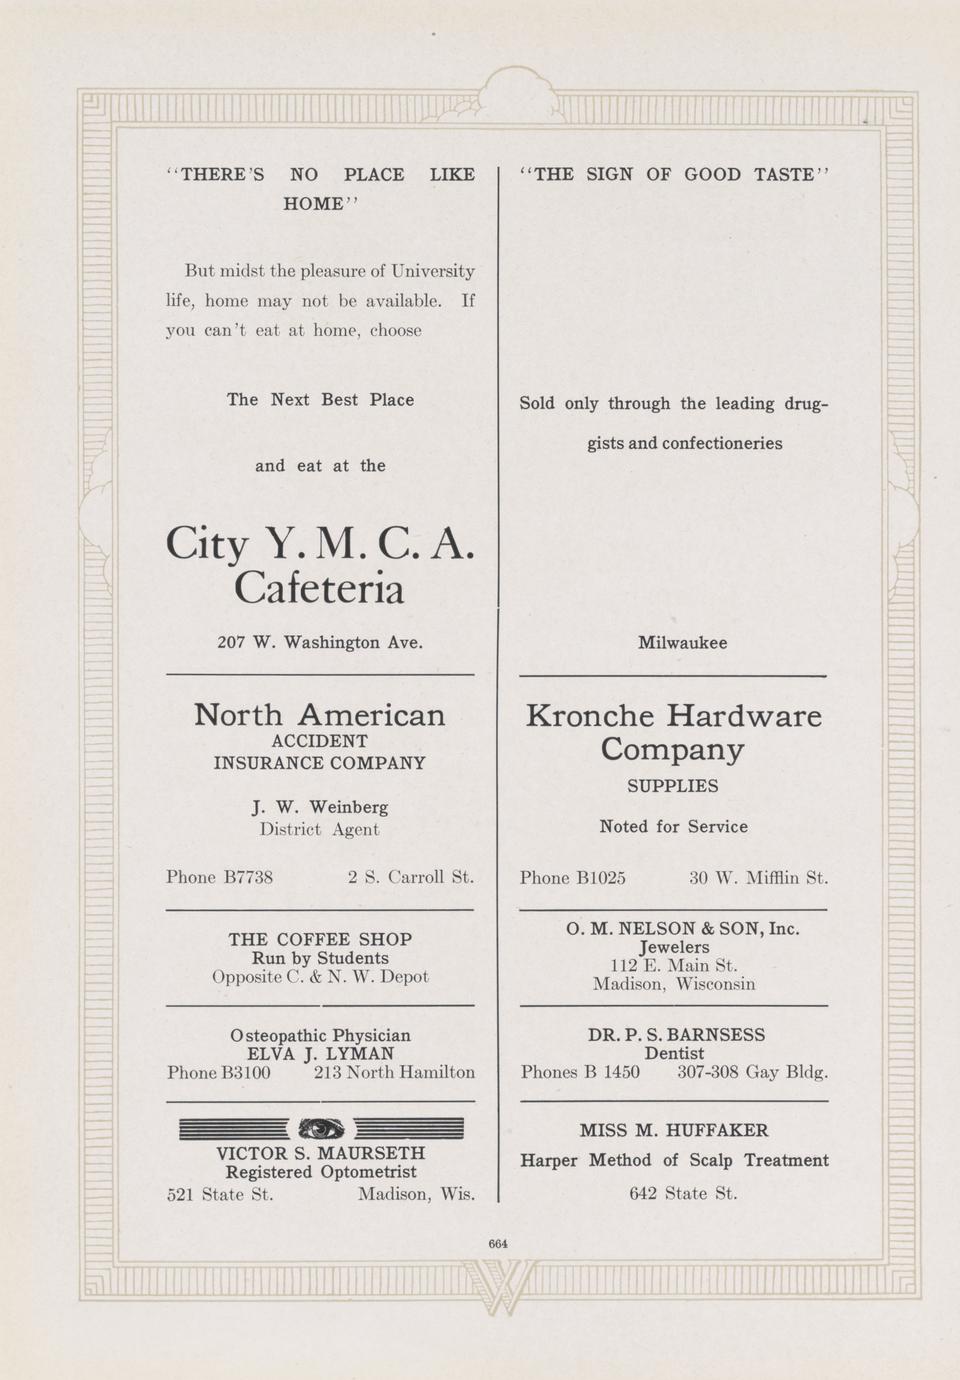 "THERE'S NO PLACE LIKE
HOME"
But midst the pleasure of University
life, home may not be available. If
you can't eat at home, choose
The Next Best Place
and eat at the
City Y. M. C. A.
Cafeteria
207 W. Washington Ave.
North American
ACCIDENT
INSURANCE COMPANY
J. W. Weinberg
District Agent
Phone B7738 2 S. Carroll St.
THE COFFEE SHOP
Run by Students
Opposite C. & N. W. Depot
Osteopathic Physician
ELVA J. LYMAN
Phone B3100 213 North Hamilton
VICTOR S. MAURSETH
Registered Optometrist
521 State St. Madison, Wis.
"THE SIGN OF GOOD TASTE"
Sold only through the leading drug-
gists and confectioneries
Milwaukee
Kronche Hardware
Company
SUPPLIES
Noted for Service
Phone B1025 30 W. Mifflin St.
O. M. NELSON & SON, Inc.
Jewelers
112 E. Main St.
Madison, Wisconsin
DR. P. S. BARNSESS
Dentist
Phones B 1450 307-308 Gay Bldg.
MISS M. HUFFAKER
Harper Method of Scalp Treatment
642 State St.
664
W